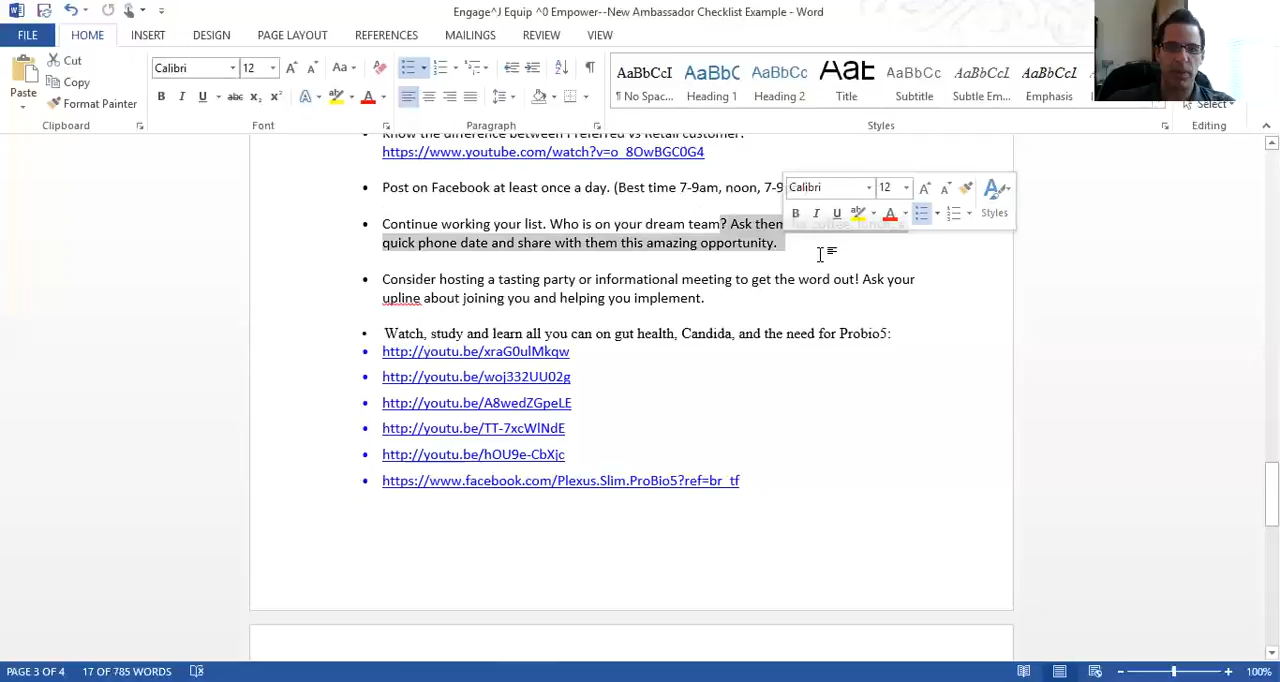 Engage^J Equip ^0 Empower--New Ambassador Checklist Example - Word
FILE HOME INSERT DESIGN PAGE LAYOUT REFERENCES MAILINGS REVIEW VIEW
Paste
Cut
Copy
Format Painter
Calibri 12
AaBbCcI AaBbC AaBbCc AaB AaBbCcD AaBbCcI AaBbCcI
¶ No Spac... Heading 1 Heading 2 Title Subtitle Subtle Em... Emphasis
Select
Clipboard Font Paragraph Styles Editing
Know the difference between Preferred vs Retail customer.
https://www.youtube.com/watch?v=o_8OwBGC0G4
• Post on Facebook at least once a day. (Best time 7-9am, noon, 7-9
Calibri 12
Styles
• Continue working your list. Who is on your dream team? Ask them
quick phone date and share with them this amazing opportunity.
• Consider hosting a tasting party or informational meeting to get the word out! Ask your
upline about joining you and helping you implement.
• Watch, study and learn all you can on gut health, Candida, and the need for Probio5:
• http://youtu.be/xraG0ulMkqw
• http://youtu.be/woj332UU02g
• http://youtu.be/A8wedZGpeLE
• http://youtu.be/TT-7xcWlNdE
• http://youtu.be/hOU9e-CbXjc
• https://www.facebook.com/Plexus.Slim.ProBio5?ref=br_tf
PAGE 3 OF 4 17 OF 785 WORDS
100%